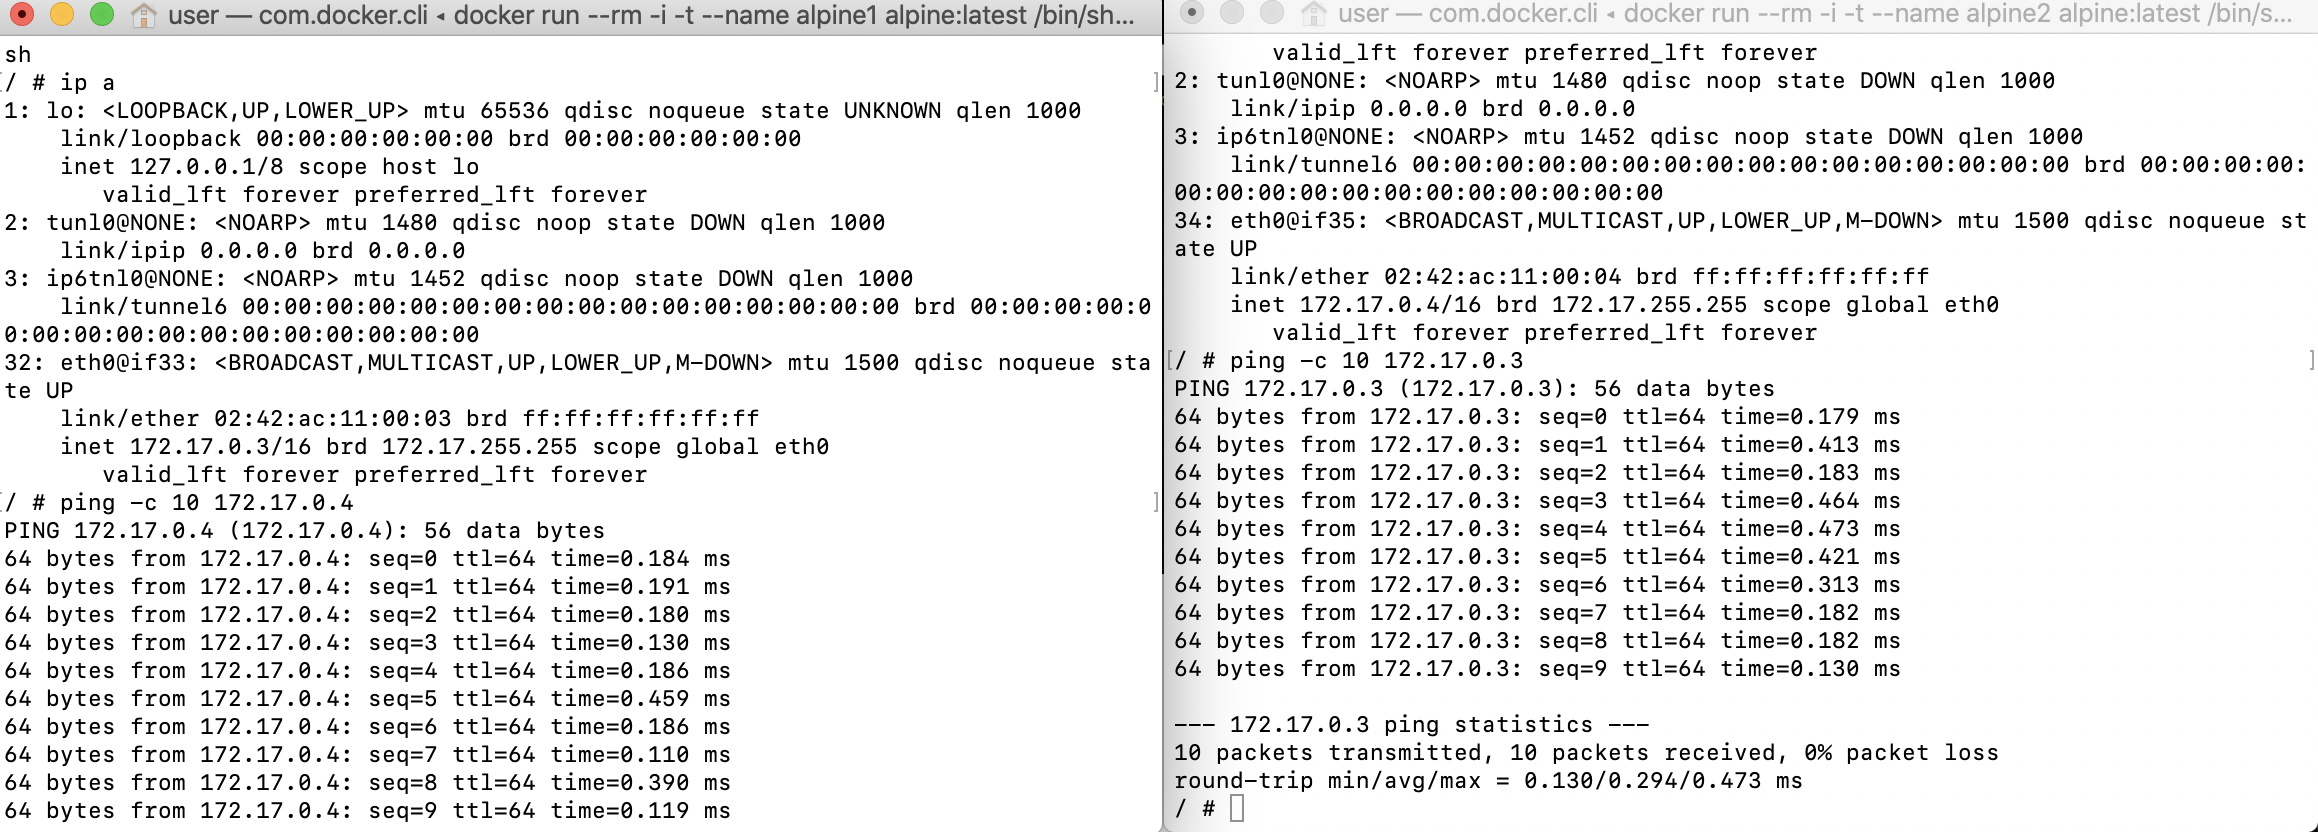 user — com.docker.cli ◂ docker run --rm -i -t --name alpine1 alpine:latest /bin/sh...
sh
/ # ip a
1: lo: <LOOPBACK,UP,LOWER_UP> mtu 65536 qdisc noqueue state UNKNOWN qlen 1000
    link/loopback 00:00:00:00:00:00 brd 00:00:00:00:00:00
    inet 127.0.0.1/8 scope host lo
       valid_lft forever preferred_lft forever
2: tunl0@NONE: <NOARP> mtu 1480 qdisc noop state DOWN qlen 1000
    link/ipip 0.0.0.0 brd 0.0.0.0
3: ip6tnl0@NONE: <NOARP> mtu 1452 qdisc noop state DOWN qlen 1000
    link/tunnel6 00:00:00:00:00:00:00:00:00:00:00:00:00:00:00:00 brd 00:00:00:00:0
0:00:00:00:00:00:00:00:00:00:00:00
32: eth0@if33: <BROADCAST,MULTICAST,UP,LOWER_UP,M-DOWN> mtu 1500 qdisc noqueue sta
te UP
    link/ether 02:42:ac:11:00:03 brd ff:ff:ff:ff:ff:ff
    inet 172.17.0.3/16 brd 172.17.255.255 scope global eth0
       valid_lft forever preferred_lft forever
/ # ping -c 10 172.17.0.4
PING 172.17.0.4 (172.17.0.4): 56 data bytes
64 bytes from 172.17.0.4: seq=0 ttl=64 time=0.184 ms
64 bytes from 172.17.0.4: seq=1 ttl=64 time=0.191 ms
64 bytes from 172.17.0.4: seq=2 ttl=64 time=0.180 ms
64 bytes from 172.17.0.4: seq=3 ttl=64 time=0.130 ms
64 bytes from 172.17.0.4: seq=4 ttl=64 time=0.186 ms
64 bytes from 172.17.0.4: seq=5 ttl=64 time=0.459 ms
64 bytes from 172.17.0.4: seq=6 ttl=64 time=0.186 ms
64 bytes from 172.17.0.4: seq=7 ttl=64 time=0.110 ms
64 bytes from 172.17.0.4: seq=8 ttl=64 time=0.390 ms
64 bytes from 172.17.0.4: seq=9 ttl=64 time=0.119 ms
user — com.docker.cli ◂ docker run --rm -i -t --name alpine2 alpine:latest /bin/s...
       valid_lft forever preferred_lft forever
2: tunl0@NONE: <NOARP> mtu 1480 qdisc noop state DOWN qlen 1000
    link/ipip 0.0.0.0 brd 0.0.0.0
3: ip6tnl0@NONE: <NOARP> mtu 1452 qdisc noop state DOWN qlen 1000
    link/tunnel6 00:00:00:00:00:00:00:00:00:00:00:00:00:00:00:00 brd 00:00:00:00:
00:00:00:00:00:00:00:00:00:00:00:00
34: eth0@if35: <BROADCAST,MULTICAST,UP,LOWER_UP,M-DOWN> mtu 1500 qdisc noqueue st
ate UP
    link/ether 02:42:ac:11:00:04 brd ff:ff:ff:ff:ff:ff
    inet 172.17.0.4/16 brd 172.17.255.255 scope global eth0
       valid_lft forever preferred_lft forever
/ # ping -c 10 172.17.0.3
PING 172.17.0.3 (172.17.0.3): 56 data bytes
64 bytes from 172.17.0.3: seq=0 ttl=64 time=0.179 ms
64 bytes from 172.17.0.3: seq=1 ttl=64 time=0.413 ms
64 bytes from 172.17.0.3: seq=2 ttl=64 time=0.183 ms
64 bytes from 172.17.0.3: seq=3 ttl=64 time=0.464 ms
64 bytes from 172.17.0.3: seq=4 ttl=64 time=0.473 ms
64 bytes from 172.17.0.3: seq=5 ttl=64 time=0.421 ms
64 bytes from 172.17.0.3: seq=6 ttl=64 time=0.313 ms
64 bytes from 172.17.0.3: seq=7 ttl=64 time=0.182 ms
64 bytes from 172.17.0.3: seq=8 ttl=64 time=0.182 ms
64 bytes from 172.17.0.3: seq=9 ttl=64 time=0.130 ms
--- 172.17.0.3 ping statistics ---
10 packets transmitted, 10 packets received, 0% packet loss
round-trip min/avg/max = 0.130/0.294/0.473 ms
/ #